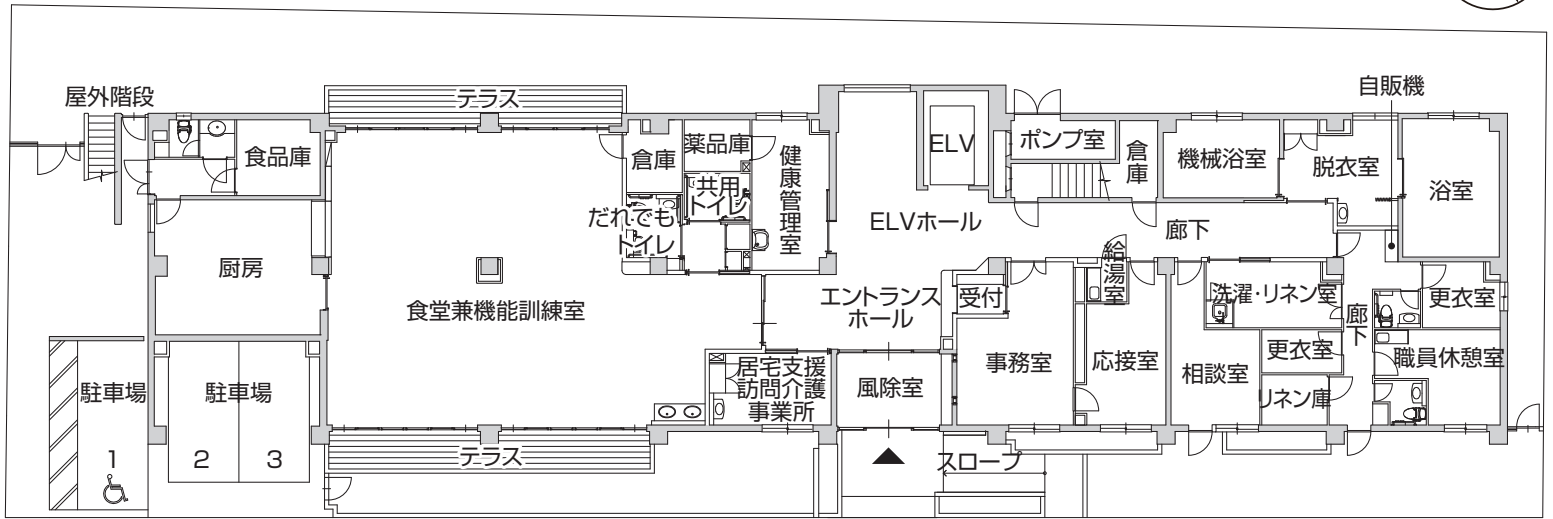 屋外階段
テラス
自販機
食品庫
倉庫
薬品庫
共用
トイレ
健康管理室
ELV
ポンプ室
倉庫
機械浴室
脱衣室
浴室
だれでも
トイレ
ELVホール
廊下
厨房
給湯室
食堂兼機能訓練室
エントランス
ホール
受付
洗濯・リネン室
更衣室
廊下
駐車場
駐車場
居宅支援
訪問介護
事業所
風除室
事務室
応接室
相談室
更衣室
リネン庫
職員休憩室
1
2
3
テラス
スロープ